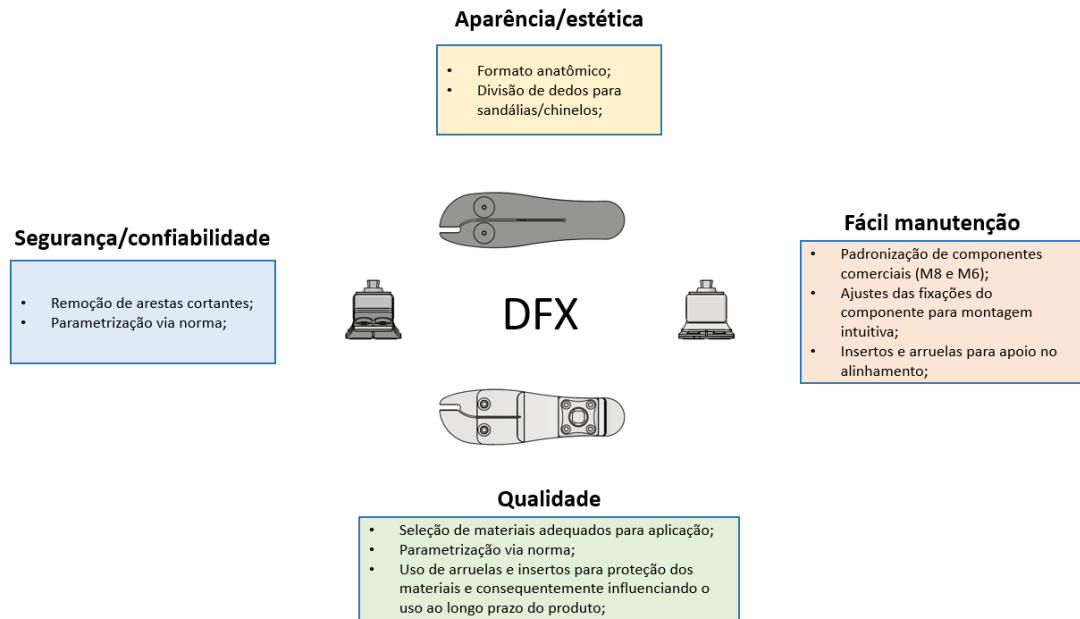 Aparência/estética
• Formato anatômico;
• Divisão de dedos para
sandálias/chinelos;
Segurança/confiabilidade
• Remoção de arestas cortantes;
• Parametrização via norma;
DFX
Fácil manutenção
• Padronização de componentes
comerciais (M8 e M6);
• Ajustes das fixações do
componente para montagem
intuitiva;
• Insertos e arruelas para apoio no
alinhamento;
Qualidade
• Seleção de materiais adequados para aplicação;
• Parametrização via norma;
• Uso de arruelas e insertos para proteção dos
materiais e consequentemente influenciando o
uso ao longo prazo do produto;